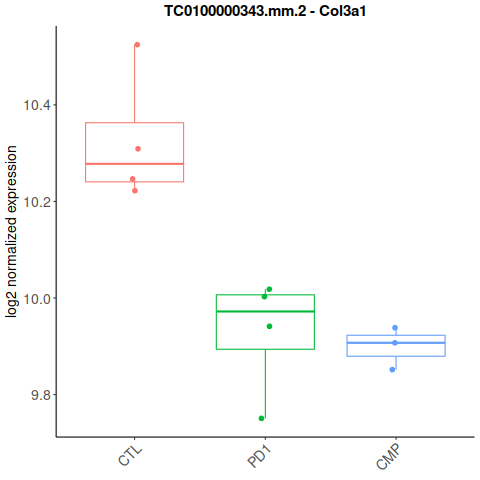 TC0100000343.mm.2 - Col3a1
log2 normalized expression
10.4
10.2
10.0
9.8
CTL
PD1
CMP